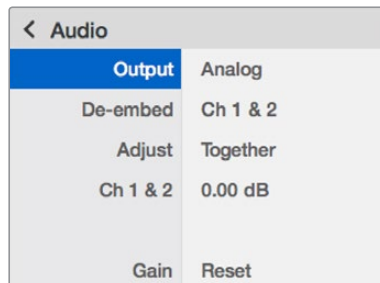 < Audio
Output Analog
De-embed Ch 1 & 2
Adjust Together
Ch 1 & 2 0.00 dB
Gain Reset